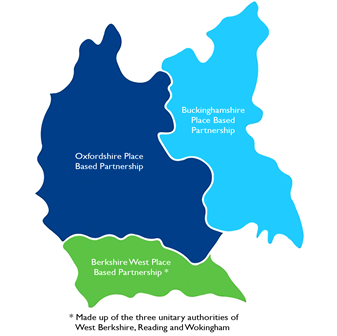 Buckinghamshire
Place Based
Partnership
Oxfordshire Place
Based Partnership
Berkshire West Place
Based Partnership *
* Made up of the three unitary authorities of
West Berkshire, Reading and Wokingham